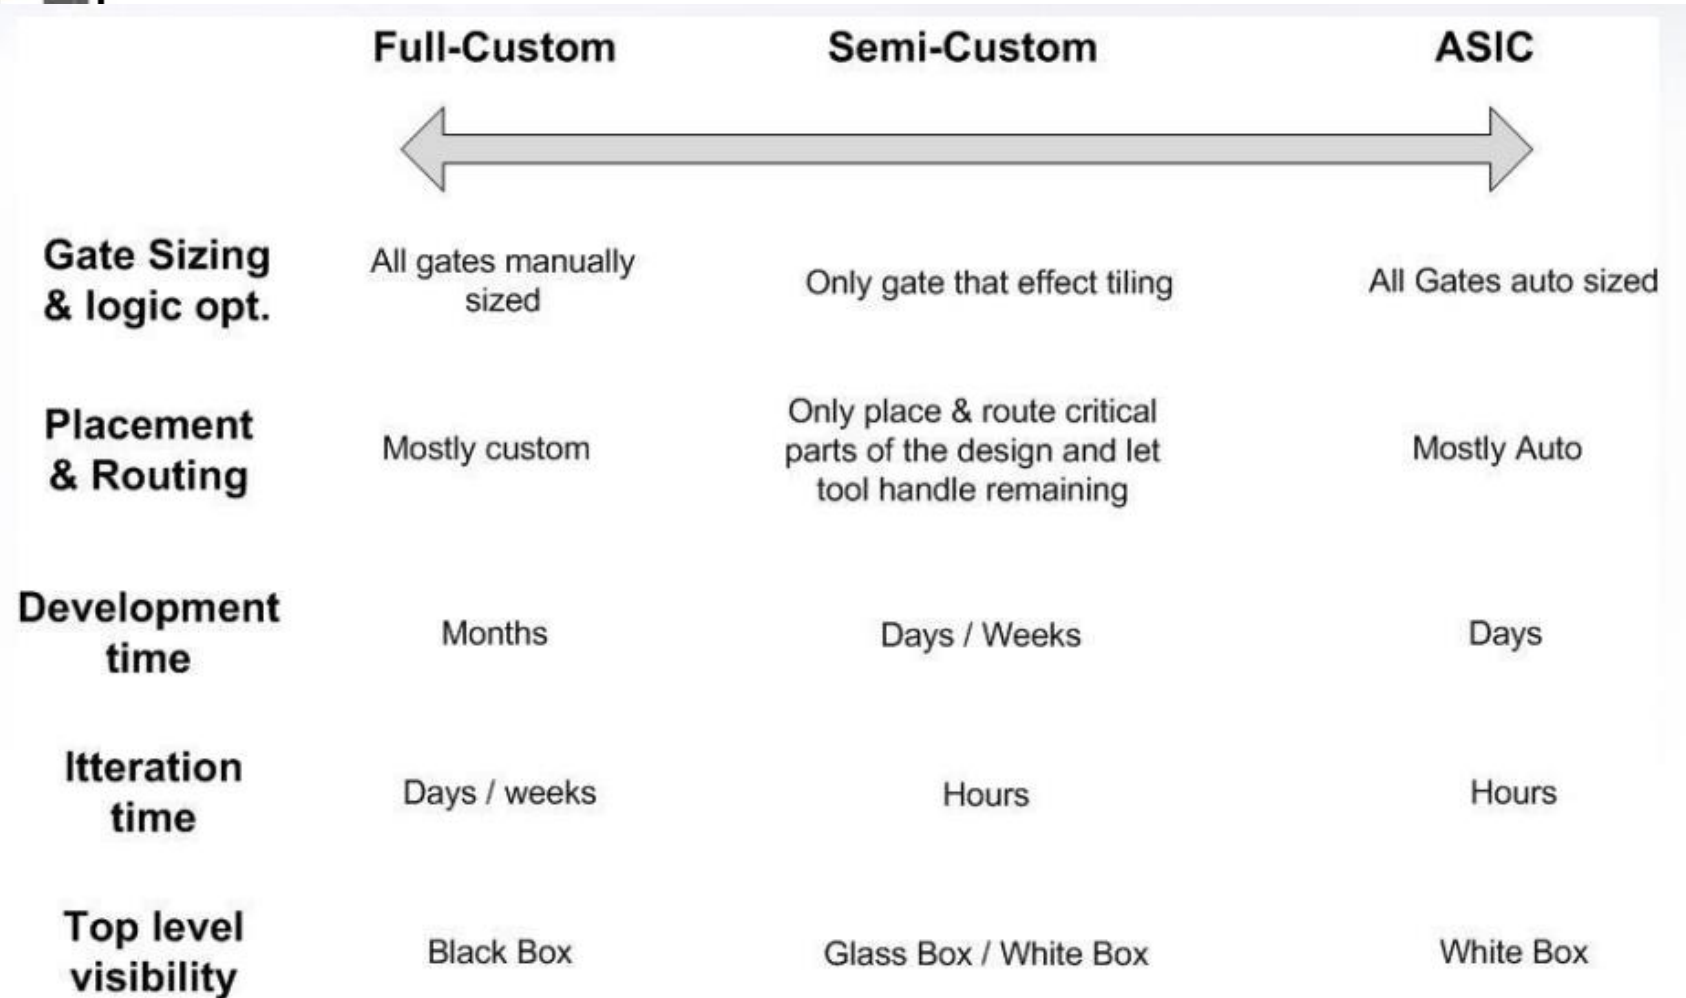 Full-Custom Semi-Custom ASIC
Gate Sizing
& logic opt.
All gates manually
sized
Only gate that effect tiling
All Gates auto sized
Placement
& Routing
Mostly custom
Only place & route critical
parts of the design and let
tool handle remaining
Mostly Auto
Development
time
Months
Days / Weeks
Days
Itteration
time
Days / weeks
Hours
Hours
Top level
visibility
Black Box
Glass Box / White Box
White Box